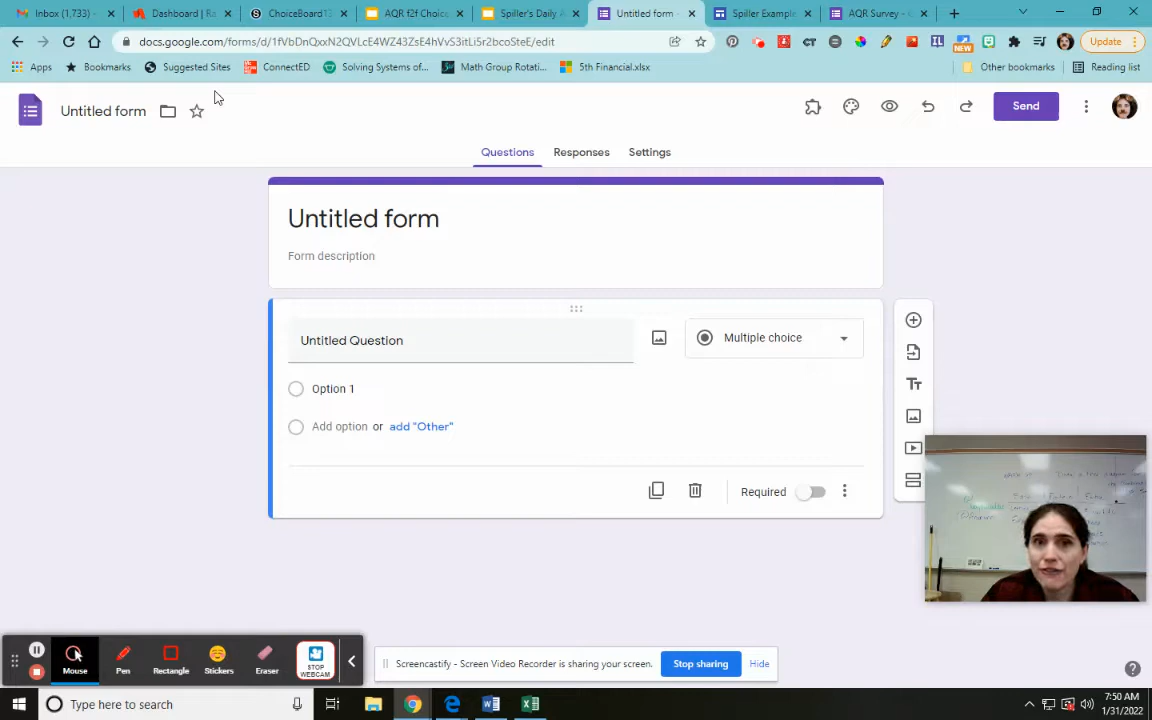 Inbox (1,733)
Dashboard | Ra
ChoiceBoard13
AQR f2f Choice
Spiller's Daily A
Untitled form -
Spiller Example
AQR Survey -
docs.google.com/forms/d/1fVbDnQxxN2QVLcE4WZ43ZsE4hVvS3itLi5r2bcoSteE/edit
Update
Apps
Bookmarks
Suggested Sites
ConnectED
Solving Systems of...
Math Group Rotati...
5th Financial.xlsx
Other bookmarks
Reading list
NEW
Untitled form
Send
Questions
Responses
Settings
Untitled form
Form description
Untitled Question
Multiple choice
Option 1
Add option or add "Other"
Required
Mouse
Pen
Rectangle
Stickers
Eraser
STOP
WEBCAM
Screencastify - Screen Video Recorder is sharing your screen.
Stop sharing
Hide
Type here to search
7:50 AM
1/31/2022